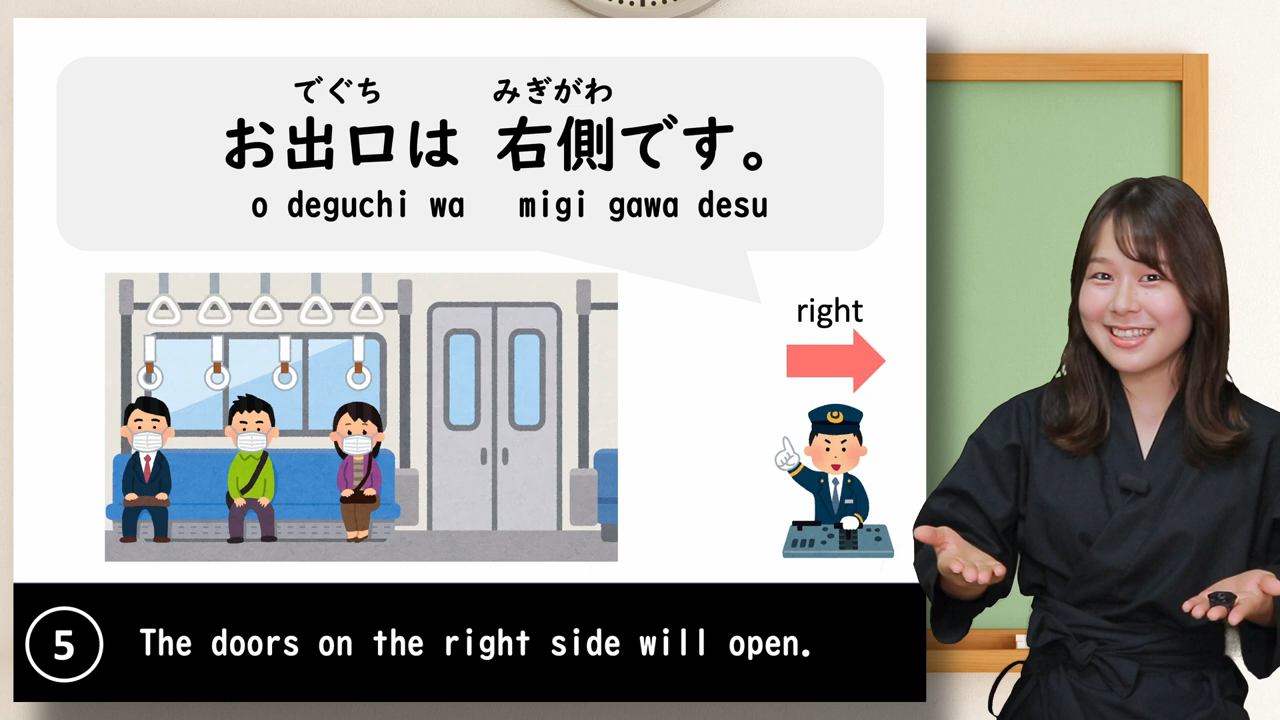 でぐち みぎがわ
お出口は 右側です。
o deguchi wa migi gawa desu
right
5 The doors on the right side will open.